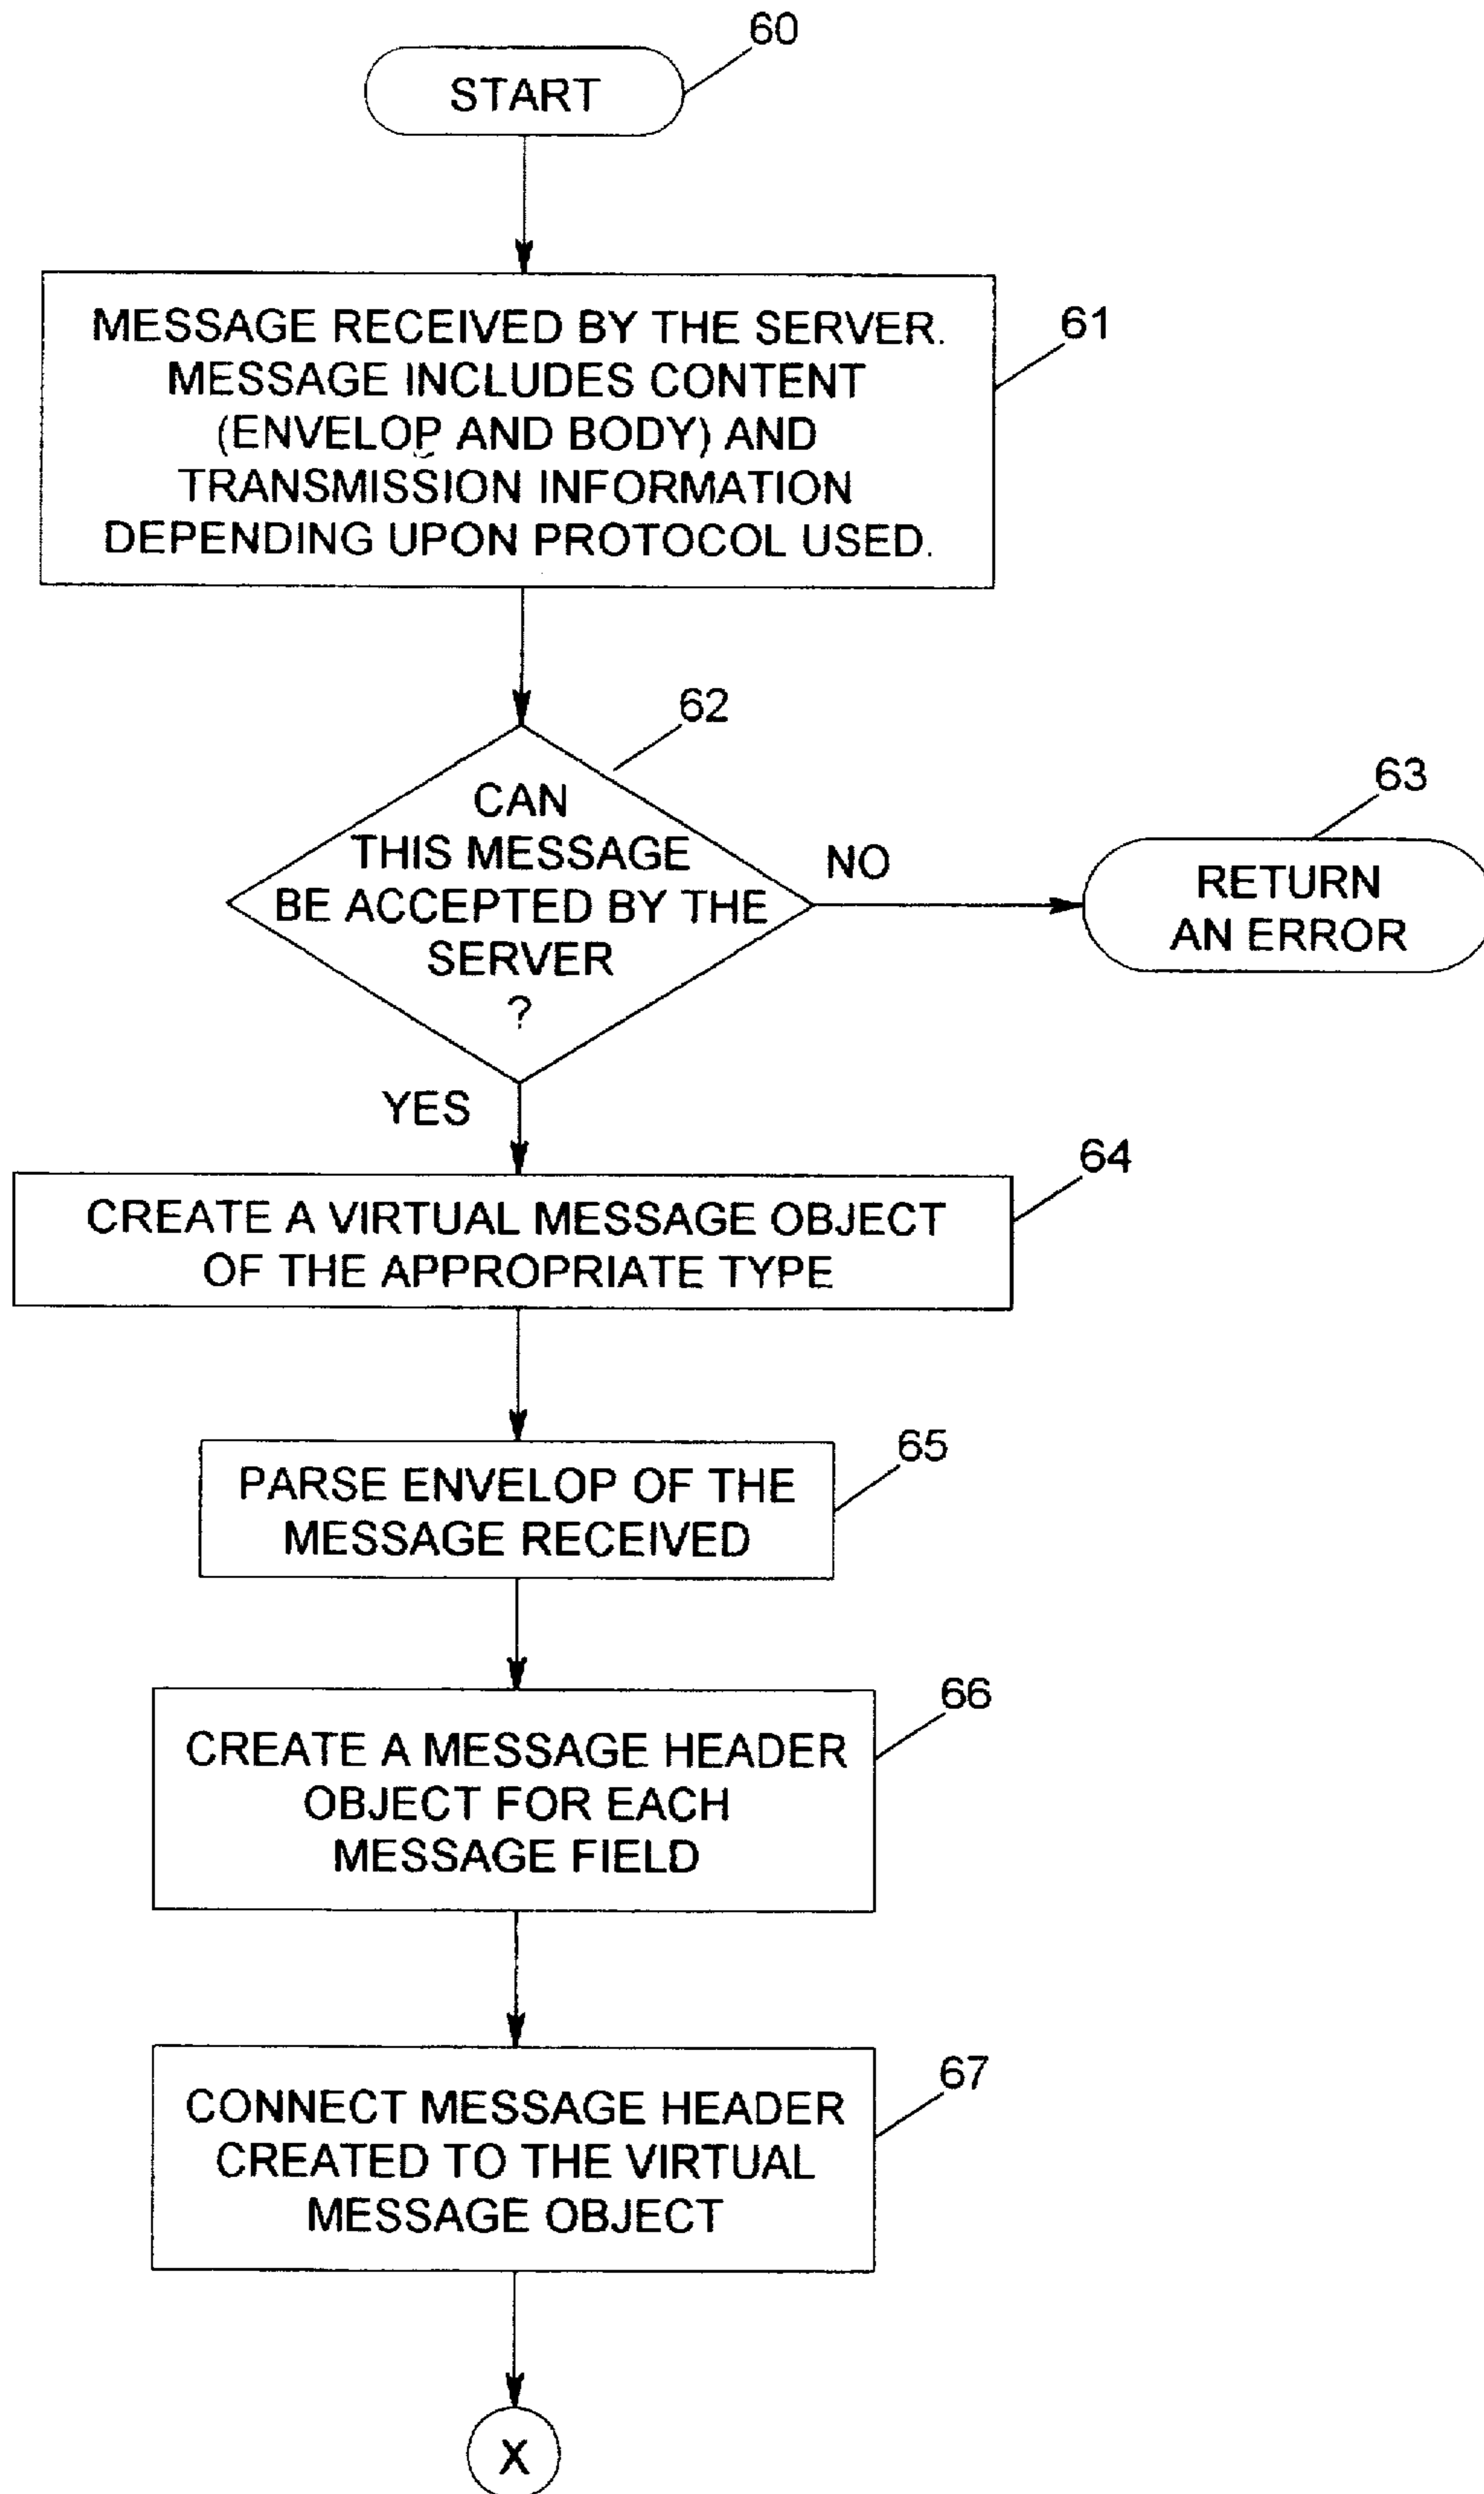 60
START
61
MESSAGE RECEIVED BY THE SERVER.
MESSAGE INCLUDES CONTENT
(ENVELOP AND BODY) AND
TRANSMISSION INFORMATION
DEPENDING UPON PROTOCOL USED.
62
CAN
THIS MESSAGE
BE ACCEPTED BY THE
SERVER
?
NO
63
RETURN
AN ERROR
YES
64
CREATE A VIRTUAL MESSAGE OBJECT
OF THE APPROPRIATE TYPE
65
PARSE ENVELOP OF THE
MESSAGE RECEIVED
66
CREATE A MESSAGE HEADER
OBJECT FOR EACH
MESSAGE FIELD
67
CONNECT MESSAGE HEADER
CREATED TO THE VIRTUAL
MESSAGE OBJECT
X